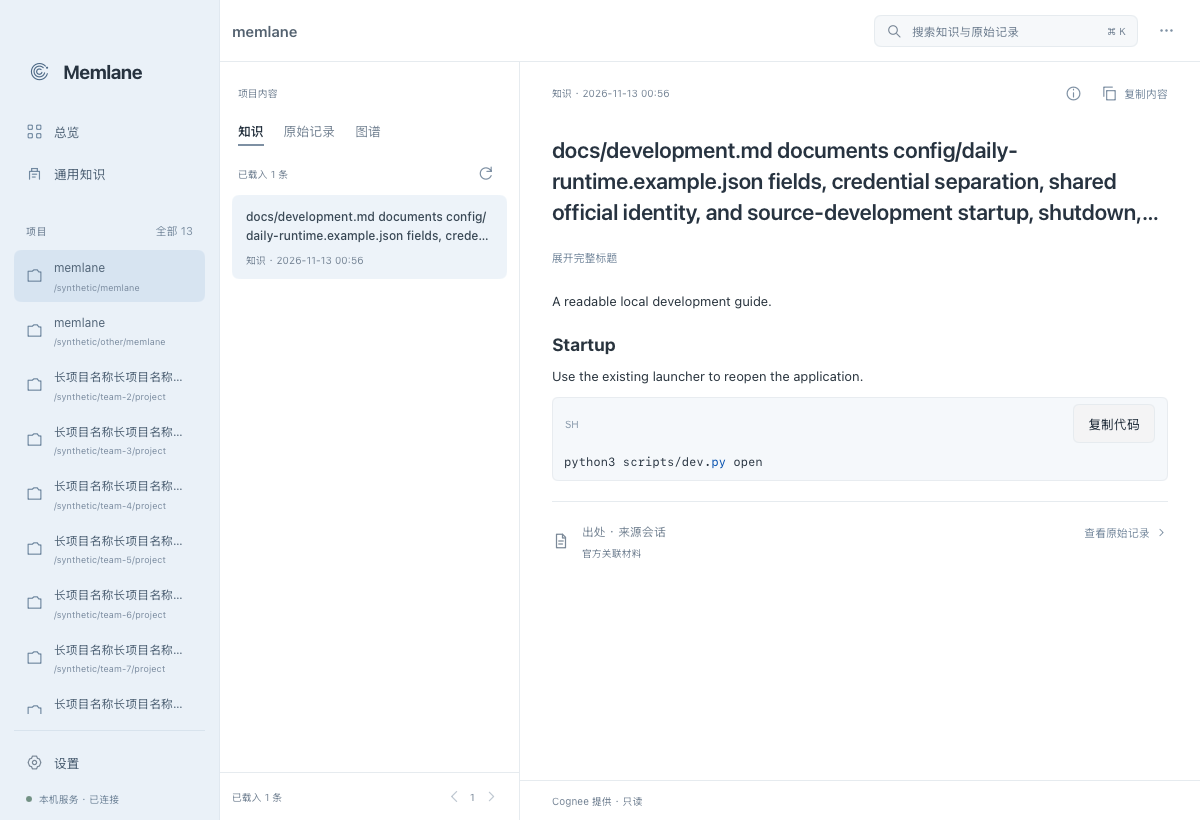 Memlane
总览
通用知识
项目
全部 13
memlane
/synthetic/memlane
memlane
/synthetic/other/memlane
长项目名称长项目名称...
/synthetic/team-2/project
长项目名称长项目名称...
/synthetic/team-3/project
长项目名称长项目名称...
/synthetic/team-4/project
长项目名称长项目名称...
/synthetic/team-5/project
长项目名称长项目名称...
/synthetic/team-6/project
长项目名称长项目名称...
/synthetic/team-7/project
长项目名称长项目名称...
设置
本机服务 · 已连接
memlane
搜索知识与原始记录
⌘ K
项目内容
知识
原始记录
图谱
已载入 1 条
docs/development.md documents config/
daily-runtime.example.json fields, crede...
知识 · 2026-11-13 00:56
已载入 1 条
1
知识 · 2026-11-13 00:56
复制内容
docs/development.md documents config/daily-
runtime.example.json fields, credential separation, shared
official identity, and source-development startup, shutdown,...
展开完整标题
A readable local development guide.
Startup
Use the existing launcher to reopen the application.
SH
复制代码
python3 scripts/dev.py open
出处 · 来源会话
官方关联材料
查看原始记录
Cognee 提供 · 只读